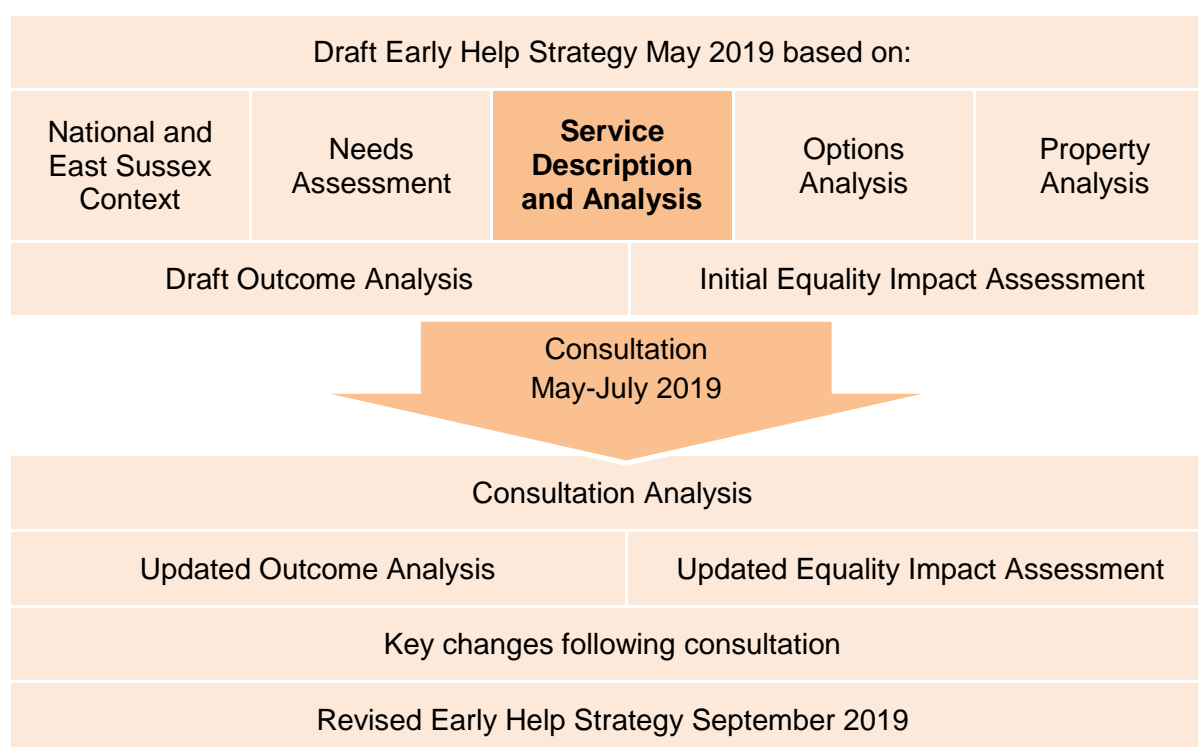 Draft Early Help Strategy May 2019 based on:
National and
East Sussex
Context
Needs
Assessment
Service
Description
and Analysis
Options
Analysis
Property
Analysis
Draft Outcome Analysis
Initial Equality Impact Assessment
Consultation
May-July 2019
Consultation Analysis
Updated Outcome Analysis
Updated Equality Impact Assessment
Key changes following consultation
Revised Early Help Strategy September 2019